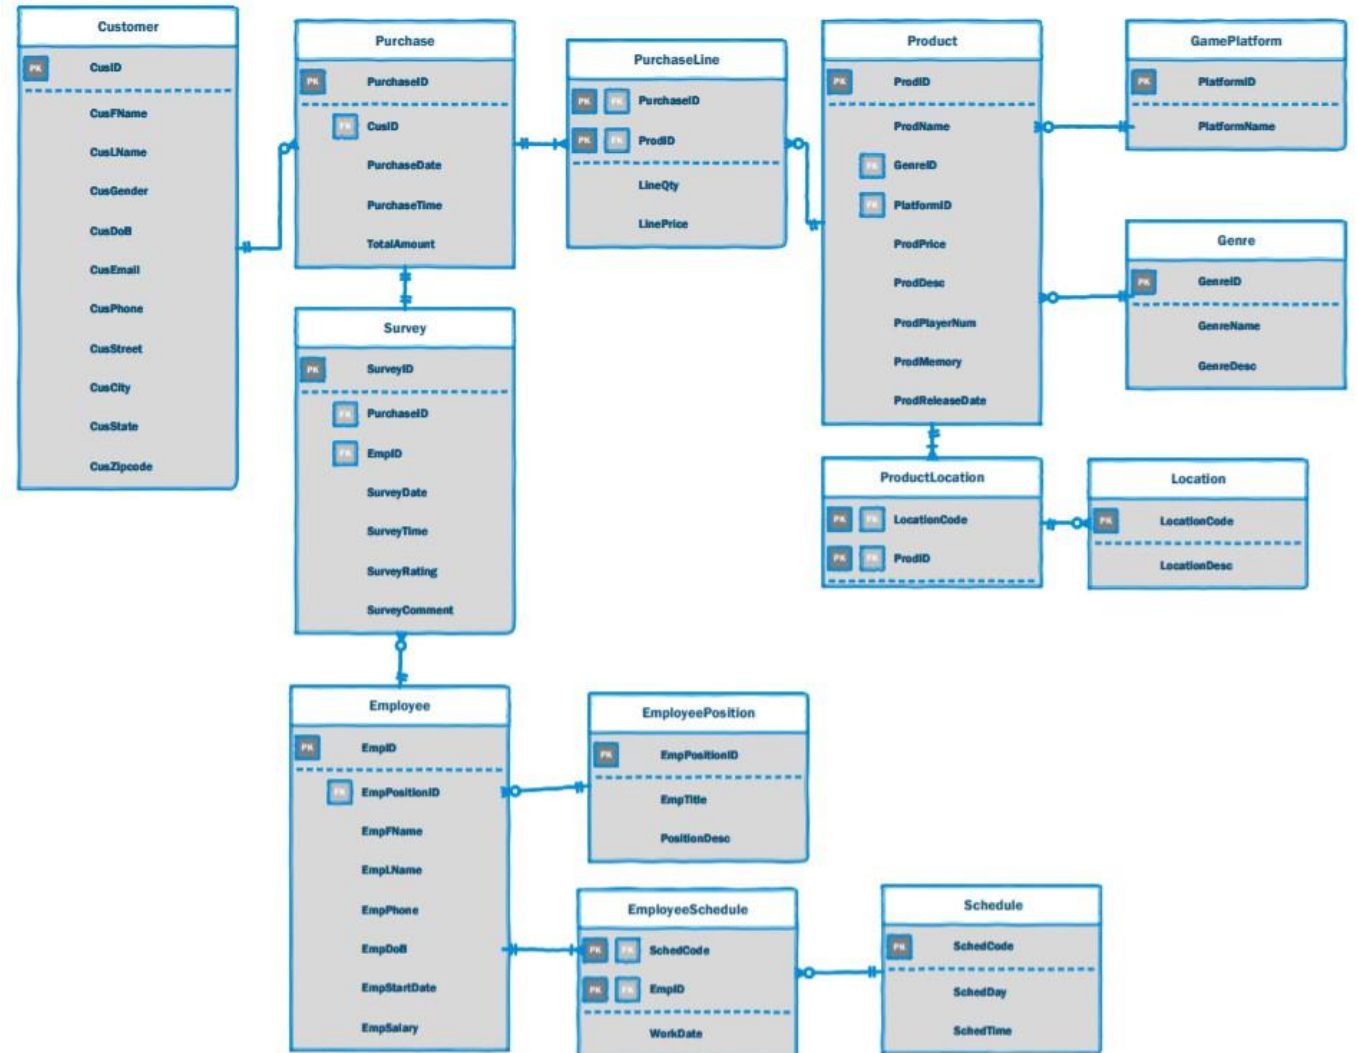 Customer
PK CusID
CusFName
CusLName
CusGender
CusDoB
CusEmail
CusPhone
CusStreet
CusCity
CusState
CusZipcode
Purchase
PK PurchaseID
FK CusID
PurchaseDate
PurchaseTime
TotalAmount
PurchaseLine
PK FK PurchaseID
PK FK ProdID
LineQty
LinePrice
Product
PK ProdID
ProdName
FK GenreID
FK PlatformID
ProdPrice
ProdDesc
ProdPlayerNum
ProdMemory
ProdReleaseDate
GamePlatform
PK PlatformID
PlatformName
Genre
PK GenreID
GenreName
GenreDesc
Survey
PK SurveyID
FK PurchaseID
FK EmpID
SurveyDate
SurveyTime
SurveyRating
SurveyComment
ProductLocation
PK FK LocationCode
PK FK ProdID
Location
PK LocationCode
LocationDesc
Employee
PK EmpID
FK EmpPositionID
EmpFName
EmpLName
EmpPhone
EmpDoB
EmpStartDate
EmpSalary
EmployeePosition
PK EmpPositionID
EmpTitle
PositionDesc
EmployeeSchedule
PK FK SchedCode
PK FK EmpID
WorkDate
Schedule
PK SchedCode
SchedDay
SchedTime